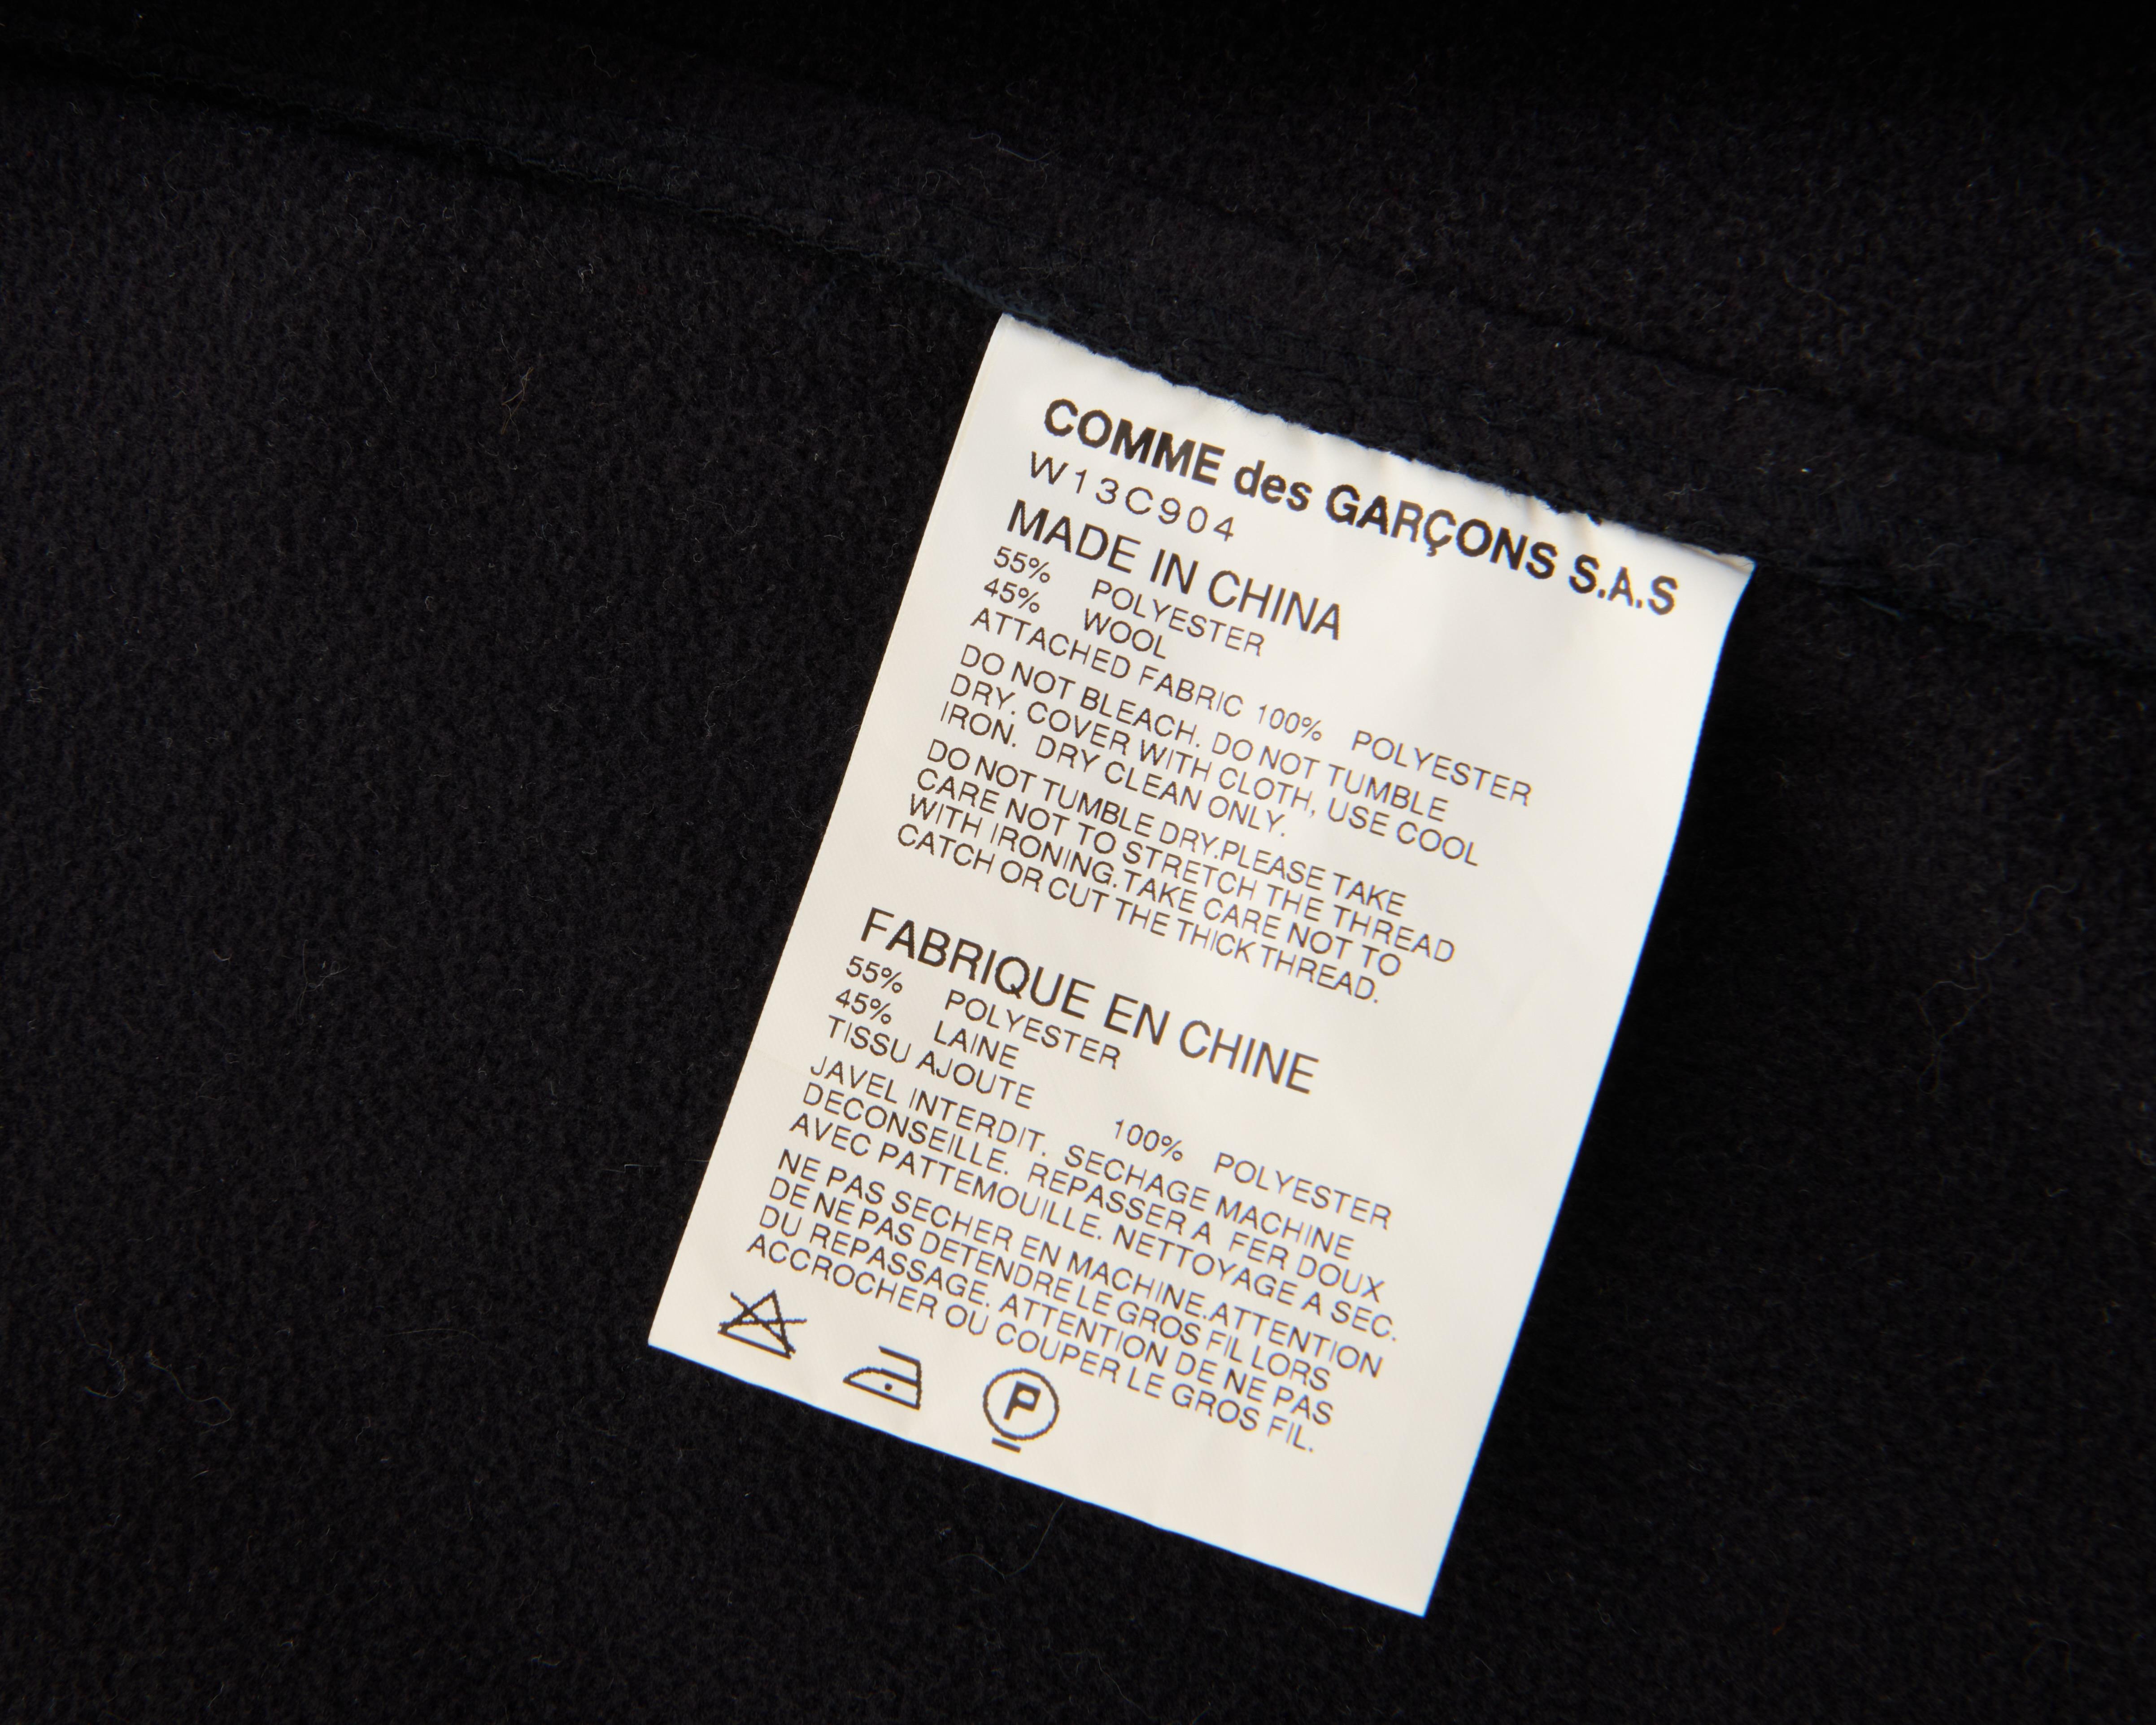 COMME des GARÇONS S.A.S
W13C904
MADE IN CHINA
55% POLYESTER
45% WOOL
ATTACHED FABRIC 100% POLYESTER
DO NOT BLEACH. DO NOT TUMBLE
DRY. COVER WITH CLOTH, USE COOL
IRON. DRY CLEAN ONLY.
DO NOT TUMBLE DRY.PLEASE TAKE
CARE NOT TO STRETCH THE THREAD
WITH IRONING.TAKE CARE NOT TO
CATCH OR CUT THE THICK THREAD.
FABRIQUE EN CHINE
55% POLYESTER
45% LAINE
TISSU AJOUTE 100% POLYESTER
JAVEL INTERDIT. SECHAGE MACHINE
DECONSEILLE. REPASSER A FER DOUX
AVEC PATTEMOUILLE. NETTOYAGE A SEC.
NE PAS SECHER EN MACHINE.ATTENTION
DE NE PAS DETENDRE LE GROS FIL LORS
DU REPASSAGE. ATTENTION DE NE PAS
ACCROCHER OU COUPER LE GROS FIL.
P